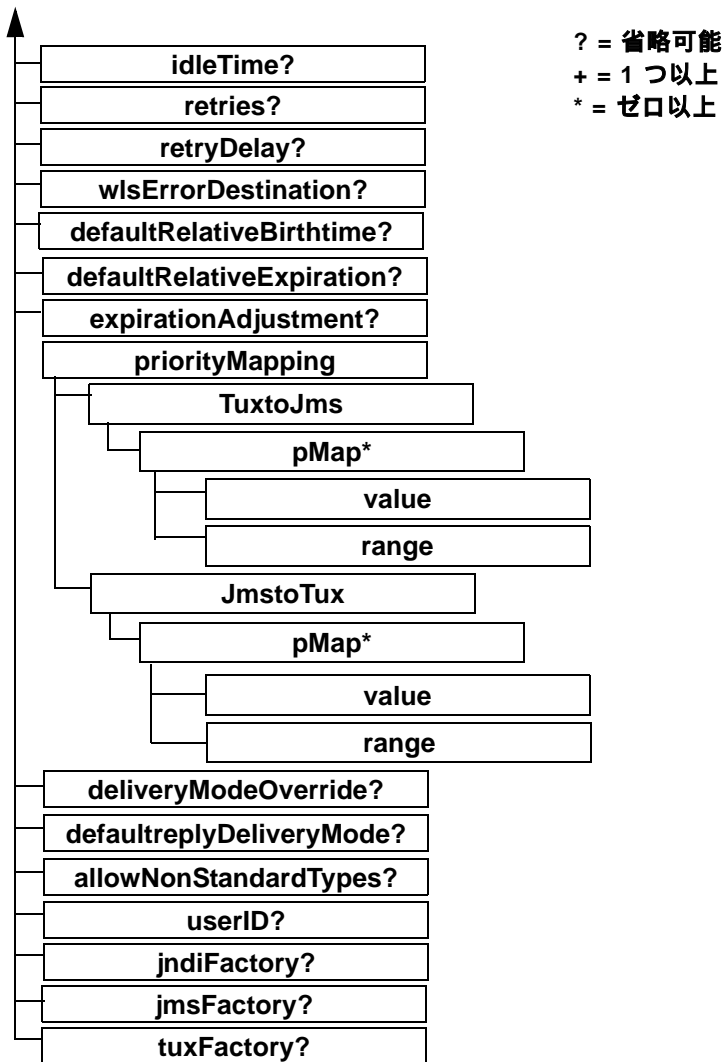 ? = 省略可能
+ = 1 つ以上
* = ゼロ以上
idleTime?
retries?
retryDelay?
wlsErrorDestination?
defaultRelativeBirthtime?
defaultRelativeExpiration?
expirationAdjustment?
priorityMapping
TuxtoJms
pMap*
value
range
JmstoTux
pMap*
value
range
deliveryModeOverride?
defaultreplyDeliveryMode?
allowNonStandardTypes?
userID?
jndiFactory?
jmsFactory?
tuxFactory?